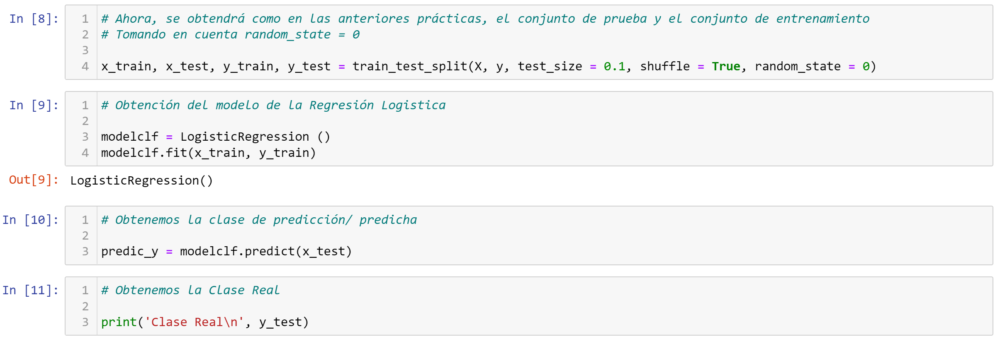 In [8]:
1 # Ahora, se obtendrá como en las anteriores prácticas, el conjunto de prueba y el conjunto de entrenamiento
2 # Tomando en cuenta random_state = 0
3
4 x_train, x_test, y_train, y_test = train_test_split(X, y, test_size = 0.1, shuffle = True, random_state = 0)
In [9]:
1 # Obtención del modelo de la Regresión Logistica
2
3 modelclf = LogisticRegression ()
4 modelclf.fit(x_train, y_train)
Out[9]: LogisticRegression()
In [10]:
1 # Obtenemos la clase de predicción/ predicha
2
3 predic_y = modelclf.predict(x_test)
In [11]:
1 # Obtenemos la Clase Real
2
3 print('Clase Real\n', y_test)